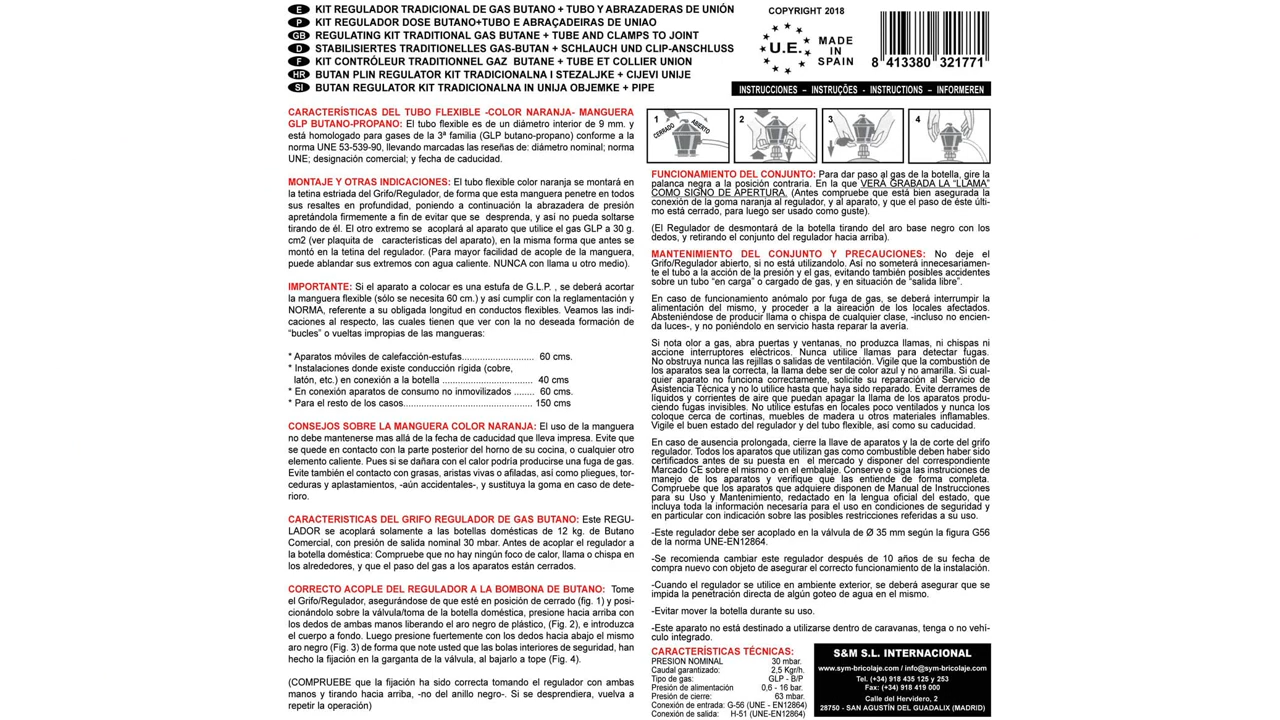 E KIT REGULADOR TRADICIONAL DE GAS BUTANO + TUBO Y ABRAZADERAS DE UNIÓN
P KIT REGULADOR DOSE BUTANO+TUBO E ABRAÇADEIRAS DE UNIAO
GB REGULATING KIT TRADITIONAL GAS BUTANE + TUBE AND CLAMPS TO JOINT
D STABILISIERTES TRADITIONELLES GAS-BUTAN + SCHLAUCH UND CLIP-ANSCHLUSS
F KIT CONTRÓLEUR TRADITIONNEL GAZ BUTANE + TUBE ET COLLIER UNION
HR BUTAN PLIN REGULATOR KIT TRADICIONALNA I STEZALJKE + CIJEVI UNIJE
SI BUTAN REGULATOR KIT TRADICIONALNA IN UNIJA OBJEMKE + PIPE
COPYRIGHT 2018
U.E.
MADE
IN
SPAIN
8 413380 321771
INSTRUCCIONES – INSTRUÇÕES - INSTRUCTIONS – INFORMEREN
CARACTERÍSTICAS DEL TUBO FLEXIBLE -COLOR NARANJA- MANGUERA
GLP BUTANO-PROPANO: El tubo flexible es de un diámetro interior de 9 mm. y
está homologado para gases de la 3ª familia (GLP butano-propano) conforme a la
norma UNE 53-539-90, llevando marcadas las reseñas de: diámetro nominal; norma
UNE; designación comercial; y fecha de caducidad.
MONTAJE Y OTRAS INDICACIONES: El tubo flexible color naranja se montará en
la tetina estriada del Grifo/Regulador, de forma que esta manguera penetre en todos
sus resaltes en profundidad, poniendo a continuación la abrazadera de presión
apretándola firmemente a fin de evitar que se desprenda, y así no pueda soltarse
tirando de él. El otro extremo se acoplará al aparato que utilice el gas GLP a 30 g.
cm2 (ver plaquita de características del aparato), en la misma forma que antes se
montó en la tetina del regulador. (Para mayor facilidad de acople de la manguera,
puede ablandar sus extremos con agua caliente. NUNCA con llama u otro medio).
IMPORTANTE: Si el aparato a colocar es una estufa de G.L.P. , se deberá acortar
la manguera flexible (sólo se necesita 60 cm.) y así cumplir con la reglamentación y
NORMA, referente a su obligada longitud en conductos flexibles. Veamos las indi-
caciones al respecto, las cuales tienen que ver con la no deseada formación de
“bucles” o vueltas impropias de las mangueras:
* Aparatos móviles de calefacción-estufas.......................... 60 cms.
* Instalaciones donde existe conducción rígida (cobre,
latón, etc.) en conexión a la botella ................................. 40 cms
* En conexión aparatos de consumo no inmovilizados ....... 60 cms.
* Para el resto de los casos............................................... 150 cms
CONSEJOS SOBRE LA MANGUERA COLOR NARANJA: El uso de la manguera
no debe mantenerse mas allá de la fecha de caducidad que lleva impresa. Evite que
se quede en contacto con la parte posterior del horno de su cocina, o cualquier otro
elemento caliente. Pues si se dañara con el calor podría producirse una fuga de gas.
Evite también el contacto con grasas, aristas vivas o afiladas, así como pliegues, tor-
ceduras y aplastamientos, -aún accidentales-, y sustituya la goma en caso de dete-
rioro.
CARACTERISTICAS DEL GRIFO REGULADOR DE GAS BUTANO: Este REGU-
LADOR se acoplará solamente a las botellas domésticas de 12 kg. de Butano
Comercial, con presión de salida nominal 30 mbar. Antes de acoplar el regulador a
la botella doméstica: Compruebe que no hay ningún foco de calor, llama o chispa en
los alrededores, y que el paso del gas a los aparatos están cerrados.
CORRECTO ACOPLE DEL REGULADOR A LA BOMBONA DE BUTANO: Tome
el Grifo/Regulador, asegurándose de que esté en posición de cerrado (fig. 1) y posi-
cionándolo sobre la válvula/toma de la botella doméstica, presione hacia arriba con
los dedos de ambas manos liberando el aro negro de plástico, (Fig. 2), e introduzca
el cuerpo a fondo. Luego presione fuertemente con los dedos hacia abajo el mismo
aro negro (Fig. 3) de forma que note usted que las bolas interiores de seguridad, han
hecho la fijación en la garganta de la válvula, al bajarlo a tope (Fig. 4).
(COMPRUEBE que la fijación ha sido correcta tomando el regulador con ambas
manos y tirando hacia arriba, -no del anillo negro-. Si se desprendiera, vuelva a
repetir la operación)
1
CERRADO
ABIERTO
2
3
4
FUNCIONAMIENTO DEL CONJUNTO: Para dar paso al gas de la botella, gire la
palanca negra a la posición contraria. En la que VERÁ GRABADA LA “LLAMA”
COMO SIGNO DE APERTURA. (Antes compruebe que está bien asegurada la
conexión de la goma naranja al regulador, y al aparato, y que el paso de éste últi-
mo está cerrado, para luego ser usado como guste).
(El Regulador de desmontará de la botella tirando del aro base negro con los
dedos, y retirando el conjunto del regulador hacia arriba).
MANTENIMIENTO DEL CONJUNTO Y PRECAUCIONES: No deje el
Grifo/Regulador abierto, si no está utilizandolo. Así no someterá innecesariamen-
te el tubo a la acción de la presión y el gas, evitando también posibles accidentes
sobre un tubo “en carga” o cargado de gas, y en situación de “salida libre”.
En caso de funcionamiento anómalo por fuga de gas, se deberá interrumpir la
alimentación del mismo, y proceder a la aireación de los locales afectados.
Absteniéndose de producir llama o chispa de cualquier clase, -incluso no encien-
da luces-, y no poniéndolo en servicio hasta reparar la avería.
Si nota olor a gas, abra puertas y ventanas, no produzca llamas, ni chispas ni
accione interruptores eléctricos. Nunca utilice llamas para detectar fugas.
No obstruya nunca las rejillas o salidas de ventilación. Vigile que la combustión de
los aparatos sea la correcta, la llama debe ser de color azul y no amarilla. Si cual-
quier aparato no funciona correctamente, solicite su reparación al Servicio de
Asistencia Técnica y no lo utilice hasta que haya sido reparado. Evite derrames de
líquidos y corrientes de aire que puedan apagar la llama de los aparatos produ-
ciendo fugas invisibles. No utilice estufas en locales poco ventilados y nunca los
coloque cerca de cortinas, muebles de madera u otros materiales inflamables.
Vigile el buen estado del regulador y del tubo flexible, así como su caducidad.
En caso de ausencia prolongada, cierre la llave de aparatos y la de corte del grifo
regulador. Todos los aparatos que utilizan gas como combustible deben haber sido
certificados antes de su puesta en el mercado y disponer del correspondiente
Marcado CE sobre el mismo o en el embalaje. Conserve o siga las instruciones de
manejo de los aparatos y verifique que las entiende de forma completa.
Compruebe que los aparatos que adquiere disponen de Manual de Instrucciones
para su Uso y Mantenimiento, redactado en la lengua oficial del estado, que
incluya toda la información necesaria para el uso en condiciones de seguridad y
en particular con indicación sobre las posibles restricciones referidas a su uso.
-Este regulador debe ser acoplado en la válvula de Ø 35 mm según la figura G56
de la norma UNE-EN12864.
-Se recomienda cambiar este regulador después de 10 años de su fecha de
compra nuevo con objeto de asegurar el correcto funcionamiento de la instalación.
-Cuando el regulador se utilice en ambiente exterior, se deberá asegurar que se
impida la penetración directa de algún goteo de agua en el mismo.
-Evitar mover la botella durante su uso.
-Este aparato no está destinado a utilizarse dentro de caravanas, tenga o no vehí-
culo integrado.
CARACTERÍSTICAS TÉCNICAS:
PRESION NOMINAL 30 mbar.
Caudal garantizado: 2,5 Kgr/h.
Tipo de gas: GLP - B/P
Presión de alimentación 0,6 - 16 bar.
Presión de cierre: 63 mbar.
Conexión de entrada: G-56 (UNE - EN12864)
Conexión de salida: H-51 (UNE-EN12864)
S&M S.L. INTERNACIONAL
www.sym-bricolaje.com / info@sym-bricolaje.com
Tel. (+34) 918 435 125 y 253
Fax: (+34) 918 419 000
Calle del Hervidero, 2
28750 - SAN AGUSTÍN DEL GUADALIX (MADRID)